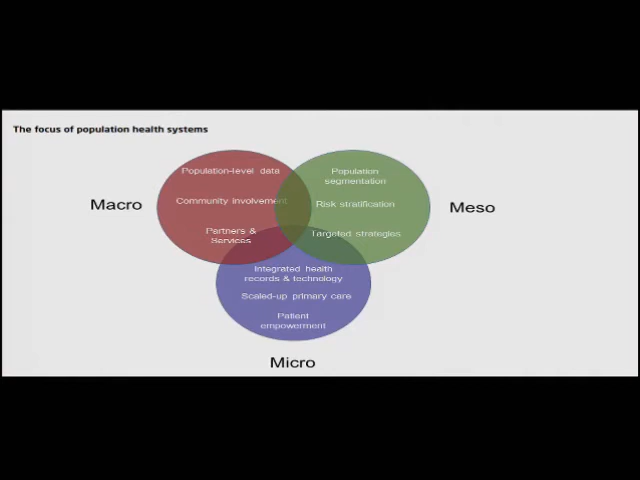 The focus of population health systems
Population-level data
Community involvement
Partners &
Services
Macro
Population
segmentation
Risk stratification
Targeted strategies
Meso
Integrated health
records & technology
Scaled-up primary care
Patient
empowerment
Micro